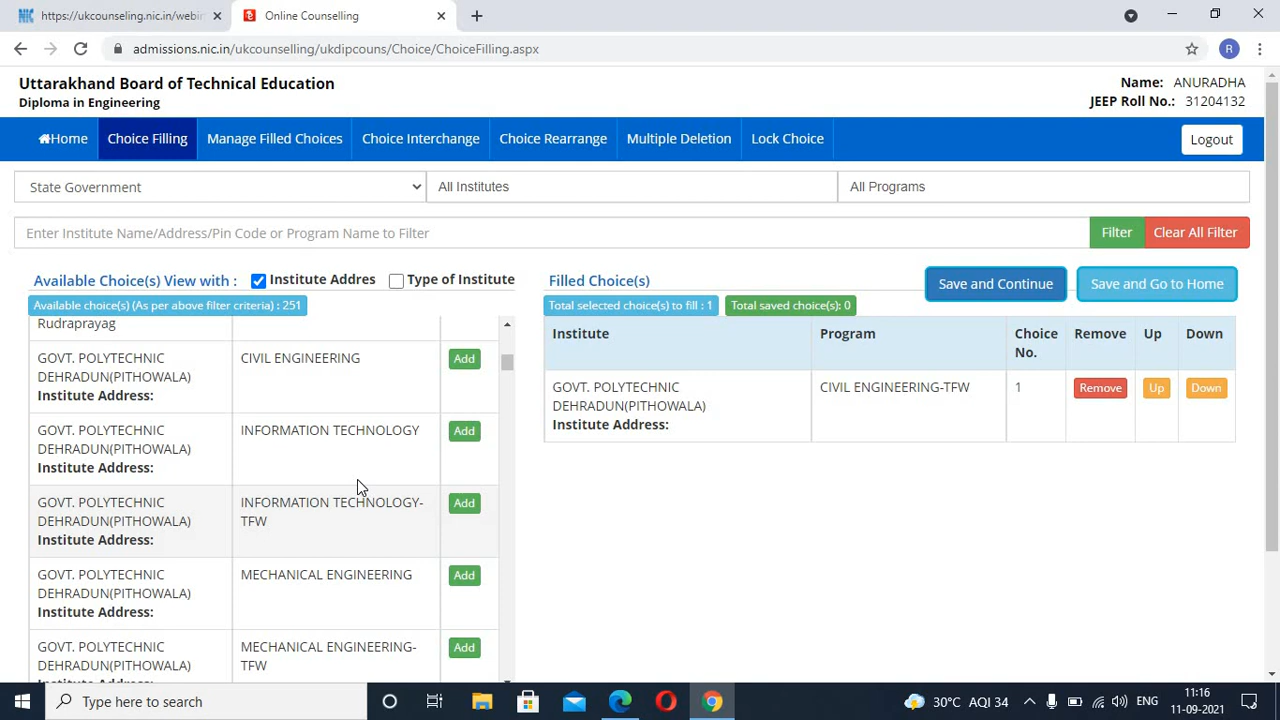 https://ukcounseling.nic.in/webin
Online Counselling
admissions.nic.in/ukcounselling/ukdipcouns/Choice/ChoiceFilling.aspx
R
Uttarakhand Board of Technical Education
Diploma in Engineering
Name: ANURADHA
JEEP Roll No.: 31204132
Home
Choice Filling
Manage Filled Choices
Choice Interchange
Choice Rearrange
Multiple Deletion
Lock Choice
Logout
State Government
All Institutes
All Programs
Enter Institute Name/Address/Pin Code or Program Name to Filter
Filter
Clear All Filter
Available Choice(s) View with :
Institute Addres
Type of Institute
Available choice(s) (As per above filter criteria) : 251
Rudraprayag
GOVT. POLYTECHNIC
DEHRADUN(PITHOWALA)
Institute Address:
CIVIL ENGINEERING
Add
GOVT. POLYTECHNIC
DEHRADUN(PITHOWALA)
Institute Address:
INFORMATION TECHNOLOGY
Add
GOVT. POLYTECHNIC
DEHRADUN(PITHOWALA)
Institute Address:
INFORMATION TECHNOLOGY-
TFW
Add
GOVT. POLYTECHNIC
DEHRADUN(PITHOWALA)
Institute Address:
MECHANICAL ENGINEERING
Add
GOVT. POLYTECHNIC
DEHRADUN(PITHOWALA)
MECHANICAL ENGINEERING-
TFW
Add
Filled Choice(s)
Save and Continue
Save and Go to Home
Total selected choice(s) to fill : 1
Total saved choice(s): 0
Institute
Program
Choice
No.
Remove
Up
Down
GOVT. POLYTECHNIC
DEHRADUN(PITHOWALA)
Institute Address:
CIVIL ENGINEERING-TFW
1
Remove
Up
Down
Type here to search
30°C AQI 34
ENG
11:16
11-09-2021